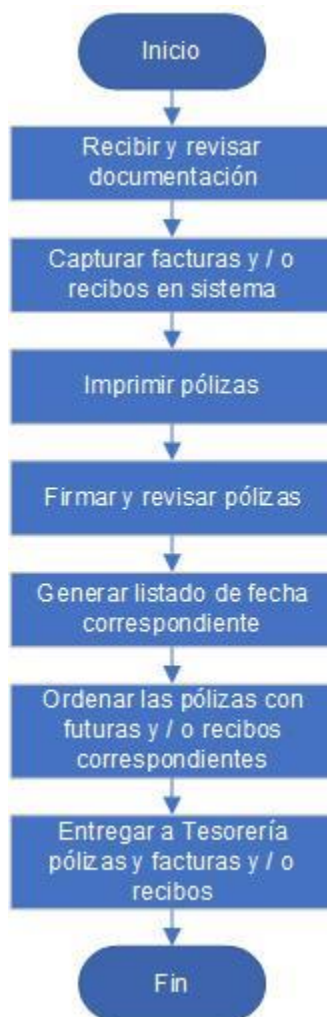 Inicio
Recibir y revisar
documentación
Capturar facturas y / o
recibos en sistema
Imprimir pólizas
Firmar y revisar pólizas
Generar listado de fecha
correspondiente
Ordenar las pólizas con
futuras y / o recibos
correspondientes
Entregar a Tesorería
pólizas y facturas y / o
recibos
Fin